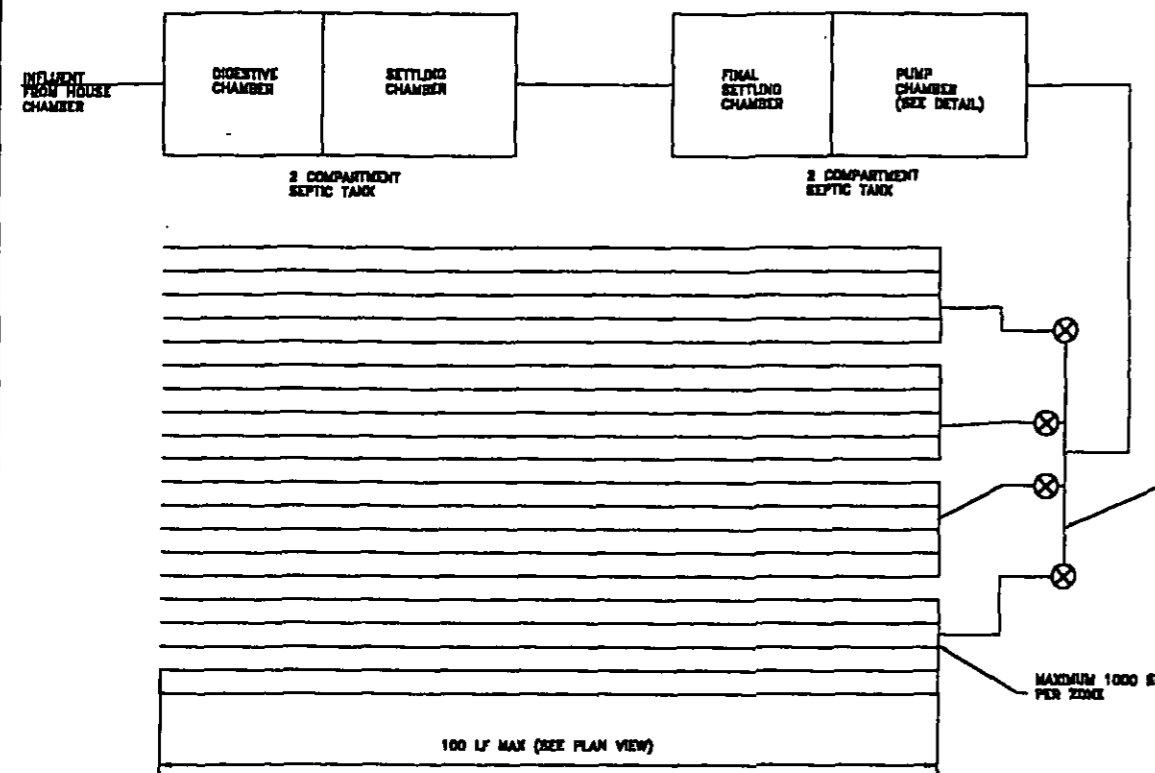 INFLUENT
FROM HOUSE
CHAMBER
DIGESTIVE
CHAMBER
SETTLING
CHAMBER
FINAL
SETTLING
CHAMBER
PUMP
CHAMBER
(SEE DETAIL)
2 COMPARTMENT
SEPTIC TANK
2 COMPARTMENT
SEPTIC TANK
MAXIMUM 1000
PER ZONE
100 LF MAX (SEE PLAN VIEW)